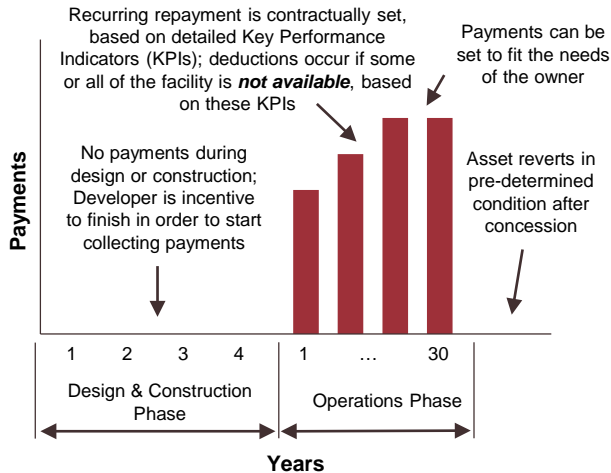 Recurring repayment is contractually set,
based on detailed Key Performance
Indicators (KPIs); deductions occur if some
or all of the facility is not available, based
on these KPIs
Payments can be
set to fit the needs
of the owner
No payments during
design or construction;
Developer is incentive
to finish in order to start
collecting payments
Asset reverts in
pre-determined
condition after
concession
Payments
1 2 3 4 1 … 30
Design & Construction
Phase
Operations Phase
Years